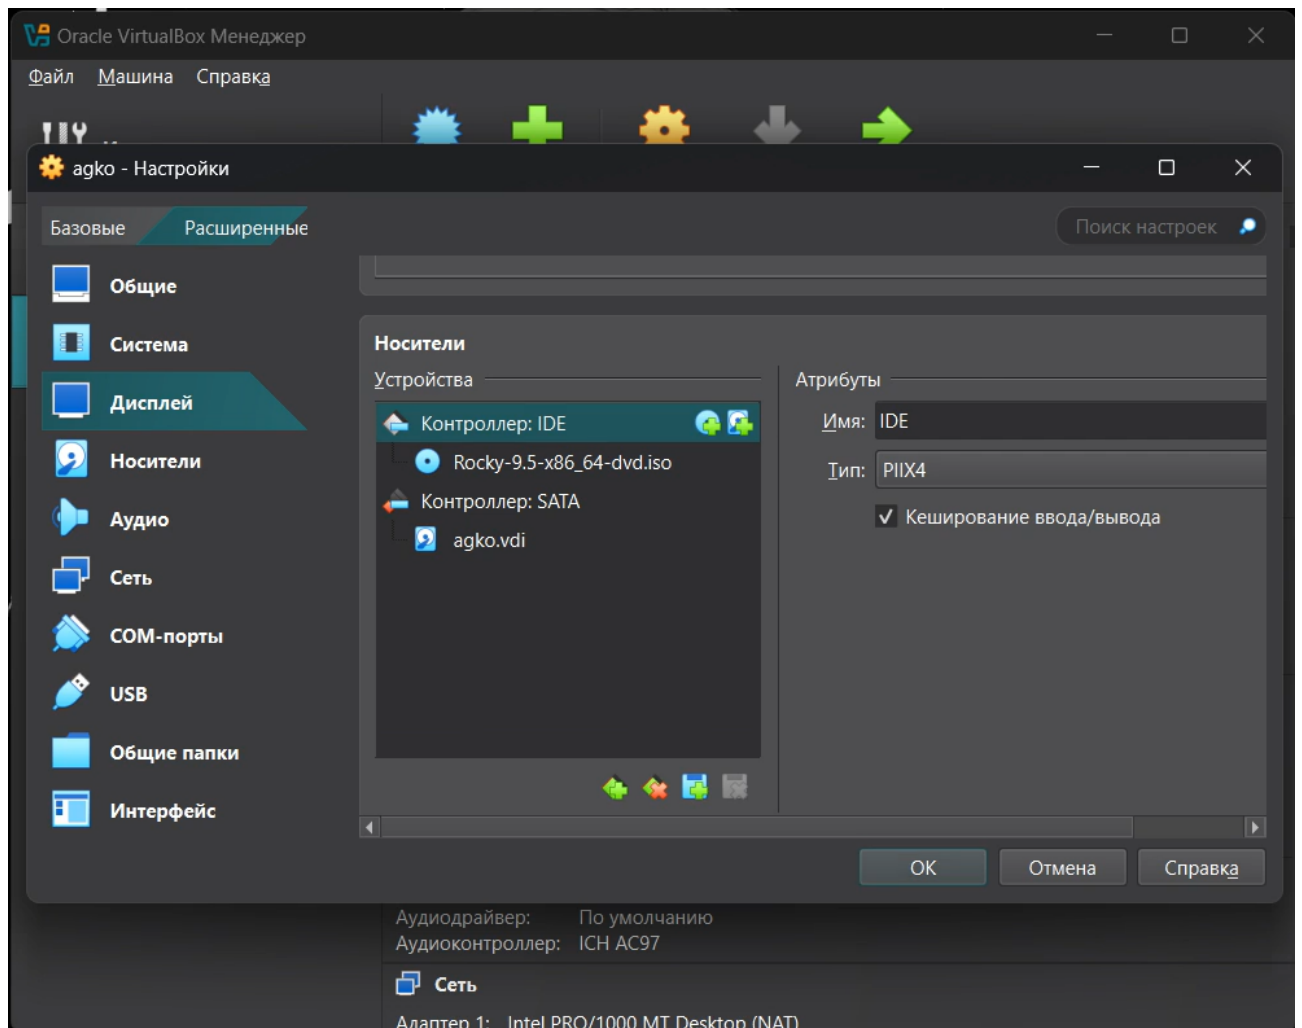 Oracle VirtualBox Менеджер
Файл Машина Справка
agko - Настройки
Базовые Расширенные
Поиск настроек
Общие
Система
Дисплей
Носители
Аудио
Сеть
COM-порты
USB
Общие папки
Интерфейс
Носители
Устройства
Контроллер: IDE
Rocky-9.5-x86_64-dvd.iso
Контроллер: SATA
agko.vdi
Атрибуты
Имя: IDE
Тип: PIIX4
Кеширование ввода/вывода
OK Отмена Справка
Аудиодрайвер: По умолчанию
Аудиоконтроллер: ICH AC97
Сеть
Адаптер 1: Intel PRO/1000 MT Desktop (NAT)